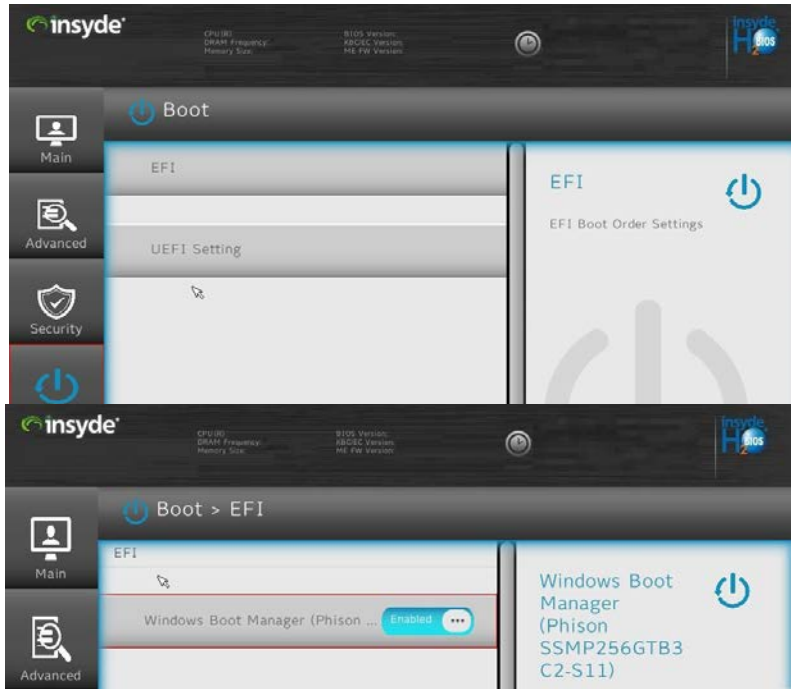 insyde
CPU(R)
DRAM Frequency:
Memory Size:
BIOS Version:
KBC/EC Version:
ME FW Version:
insyde
H2O BIOS
Boot
Main
Advanced
Security
EFI
UEFI Setting
EFI
EFI Boot Order Settings
insyde
CPU(R)
DRAM Frequency:
Memory Size:
BIOS Version:
KBC/EC Version:
ME FW Version:
insyde
H2O BIOS
Boot > EFI
Main
Advanced
EFI
Windows Boot Manager (Phison ... Enabled
Windows Boot
Manager
(Phison
SSMP256GTB3
C2-S11)